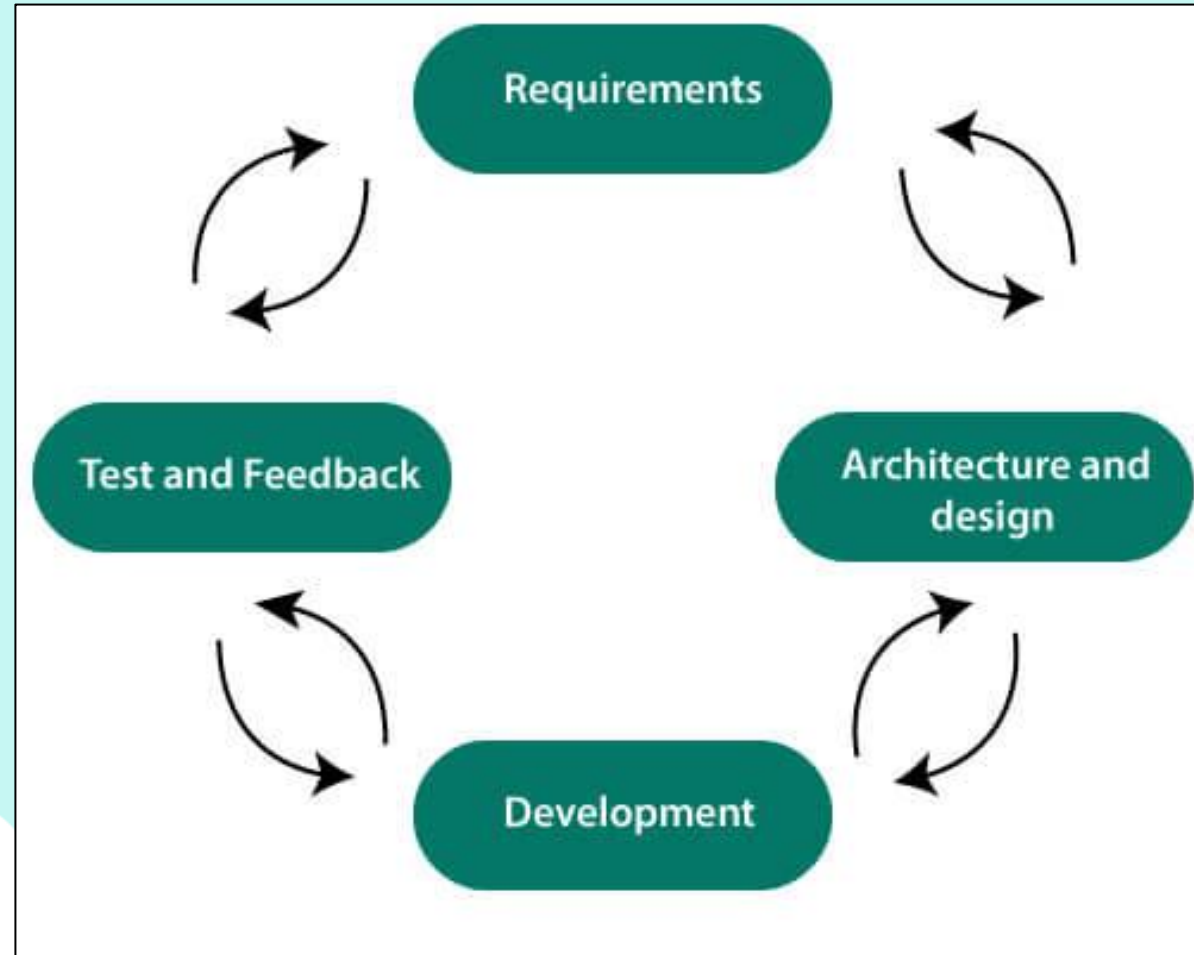 Requirements
Test and Feedback
Architecture and
design
Development